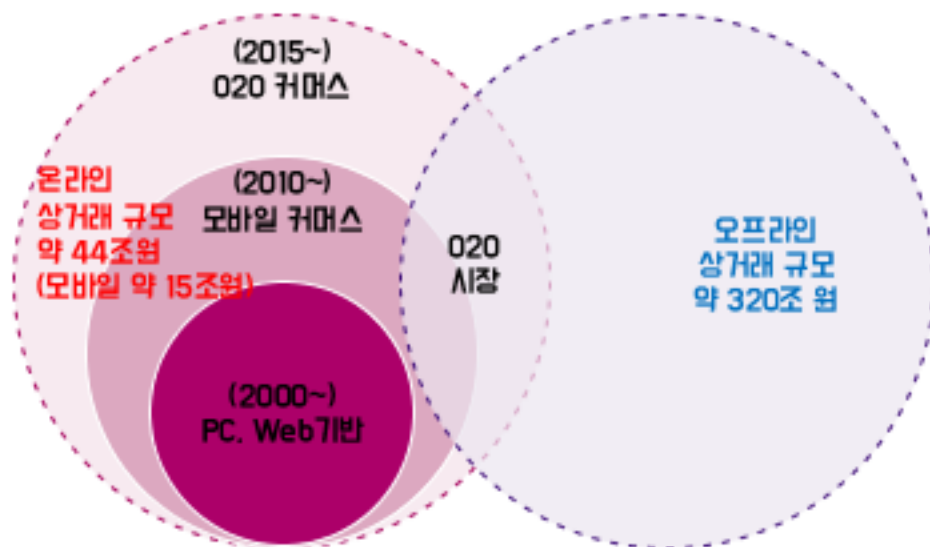 (2015~)
O2O 커머스
온라인
상거래 규모
약 44조원
(모바일 약 15조원)
(2010~)
모바일 커머스
O2O
시장
오프라인
상거래 규모
약 320조 원
(2000~)
PC, Web기반